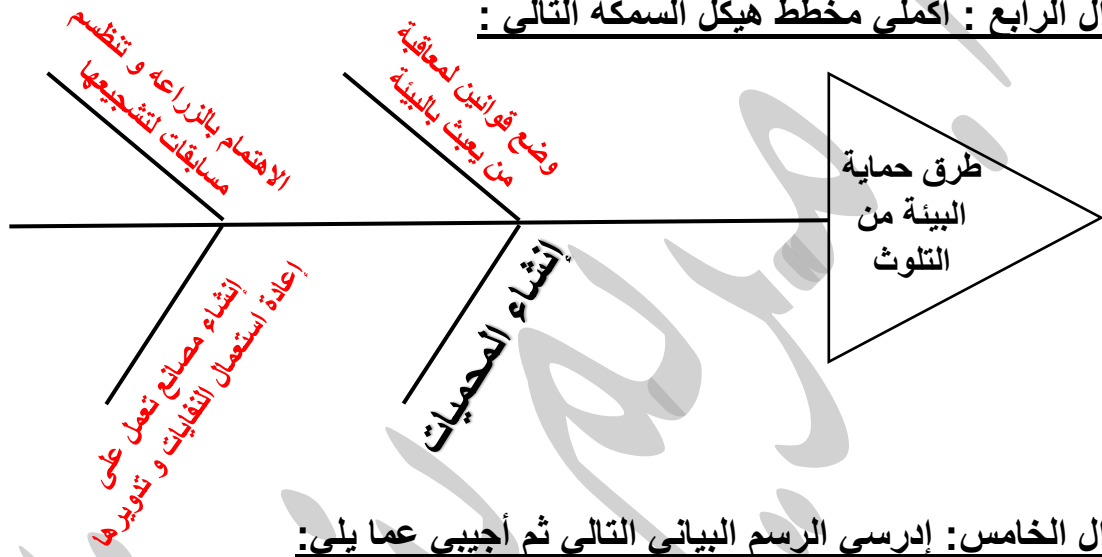 ال الرابع : اكملي مخطط هيكل السمكة التالي :
وضع قوانين لمعاقبة
من يعبث بالبيئة
الاهتمام بالزراعه و تنظسم
مسابقات لتشجيعها
طرق حماية
البيئة من
التلوث
إنشاء المحميات
إنشاء مصانع تعمل على
إعادة استعمال النفايات و تدويرها
ال الخامس: إدرسي الرسم البياني التالي ثم أجيبي عما يلي: